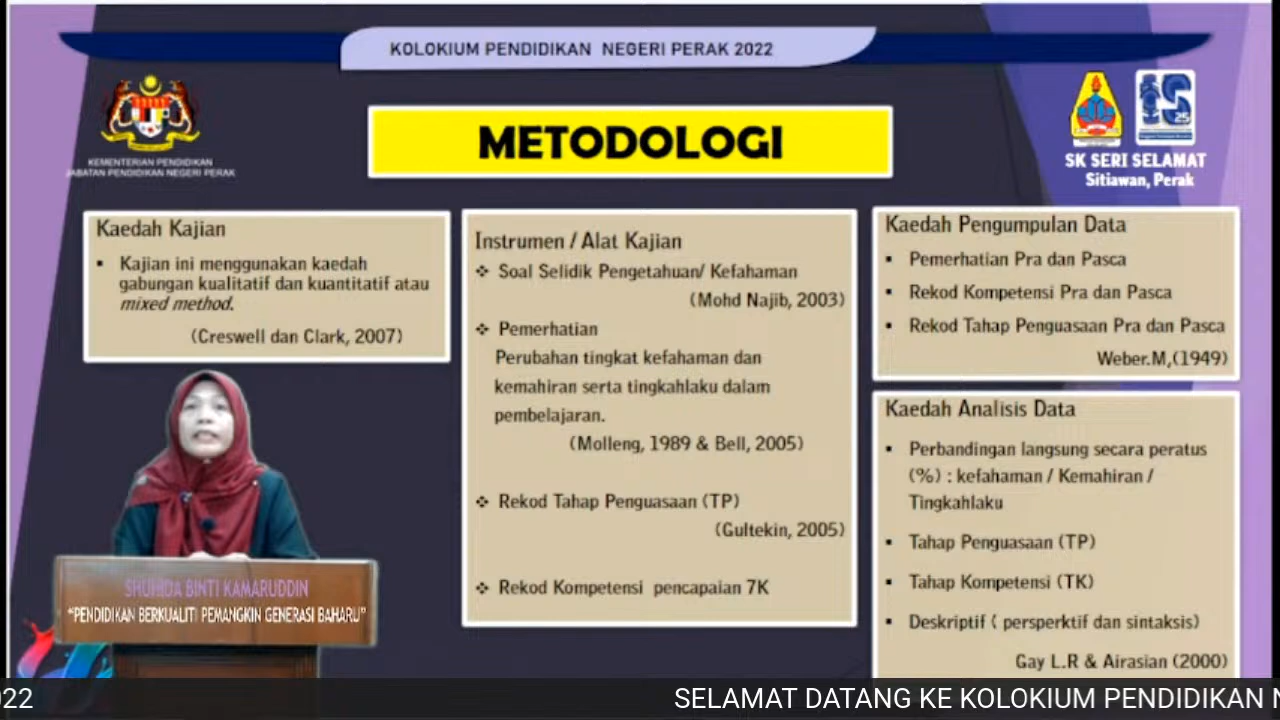 KOLOKIUM PENDIDIKAN NEGERI PERAK 2022
KEMENTERIAN PENDIDIKAN
JABATAN PENDIDIKAN NEGERI PERAK
METODOLOGI
25
SK SERI SELAMAT
Sitiawan, Perak
Kaedah Kajian
▪ Kajian ini menggunakan kaedah
gabungan kualitatif dan kuantitatif atau
mixed method.
(Creswell dan Clark, 2007)
Instrumen / Alat Kajian
❖ Soal Selidik Pengetahuan/ Kefahaman
(Mohd Najib, 2003)
❖ Pemerhatian
Perubahan tingkat kefahaman dan
kemahiran serta tingkahlaku dalam
pembelajaran.
(Molleng, 1989 & Bell, 2005)
❖ Rekod Tahap Penguasaan (TP)
(Gultekin, 2005)
❖ Rekod Kompetensi pencapaian 7K
Kaedah Pengumpulan Data
▪ Pemerhatian Pra dan Pasca
▪ Rekod Kompetensi Pra dan Pasca
▪ Rekod Tahap Penguasaan Pra dan Pasca
Weber.M,(1949)
Kaedah Analisis Data
▪ Perbandingan langsung secara peratus
(%) : kefahaman / Kemahiran /
Tingkahlaku
▪ Tahap Penguasaan (TP)
▪ Tahap Kompetensi (TK)
▪ Deskriptif ( persperktif dan sintaksis)
Gay L.R & Airasian (2000)
SHUHIDA BINTI KAMARUDDIN
“PENDIDIKAN BERKUALITI PEMANGKIN GENERASI BAHARU”
022 SELAMAT DATANG KE KOLOKIUM PENDIDIKAN N